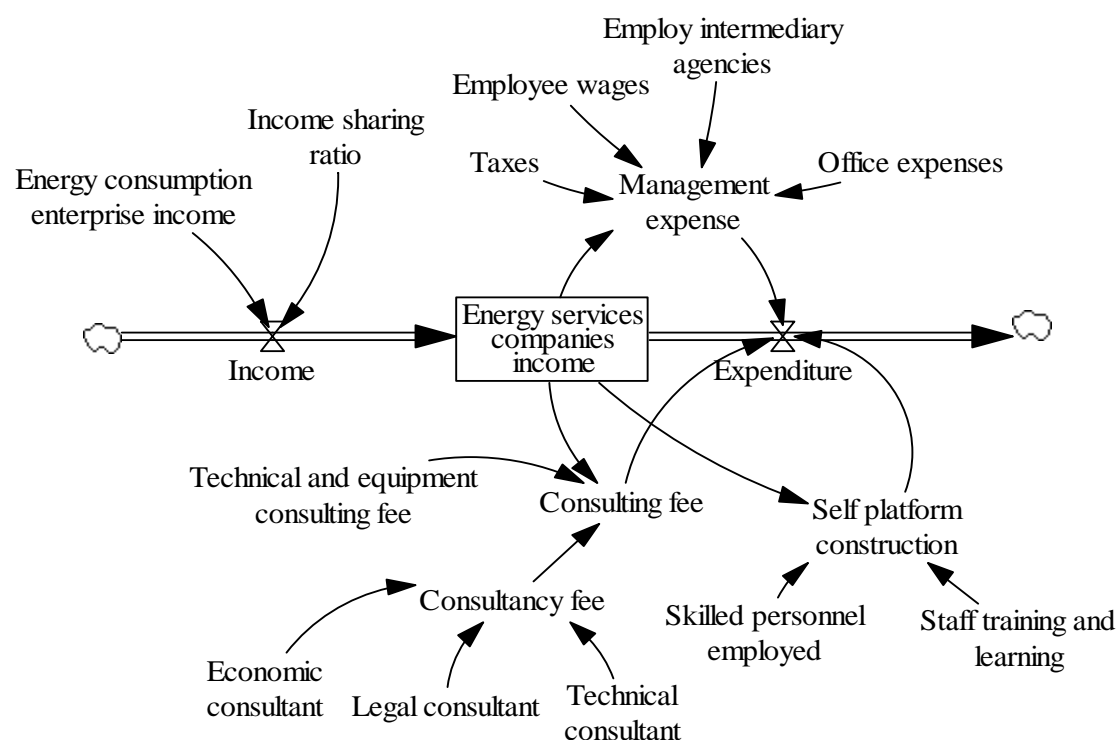 Employ intermediary
agencies
Employee wages
Income sharing
ratio
Taxes
Office expenses
Energy consumption
enterprise income
Management
expense
Energy services
companies
income
Income
Expenditure
Technical and equipment
consulting fee
Consulting fee
Self platform
construction
Consultancy fee
Skilled personnel
employed
Staff training and
learning
Economic
consultant
Legal consultant
Technical
consultant